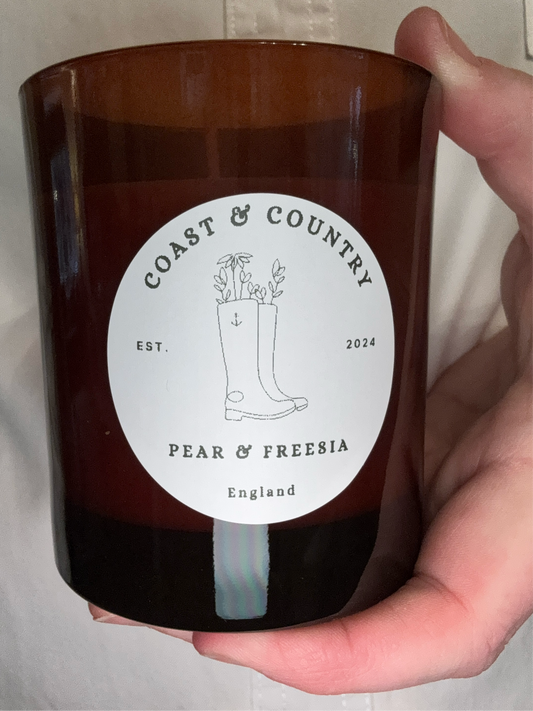 COAST & COUNTRY
EST. 2024
PEAR & FREESIA
England